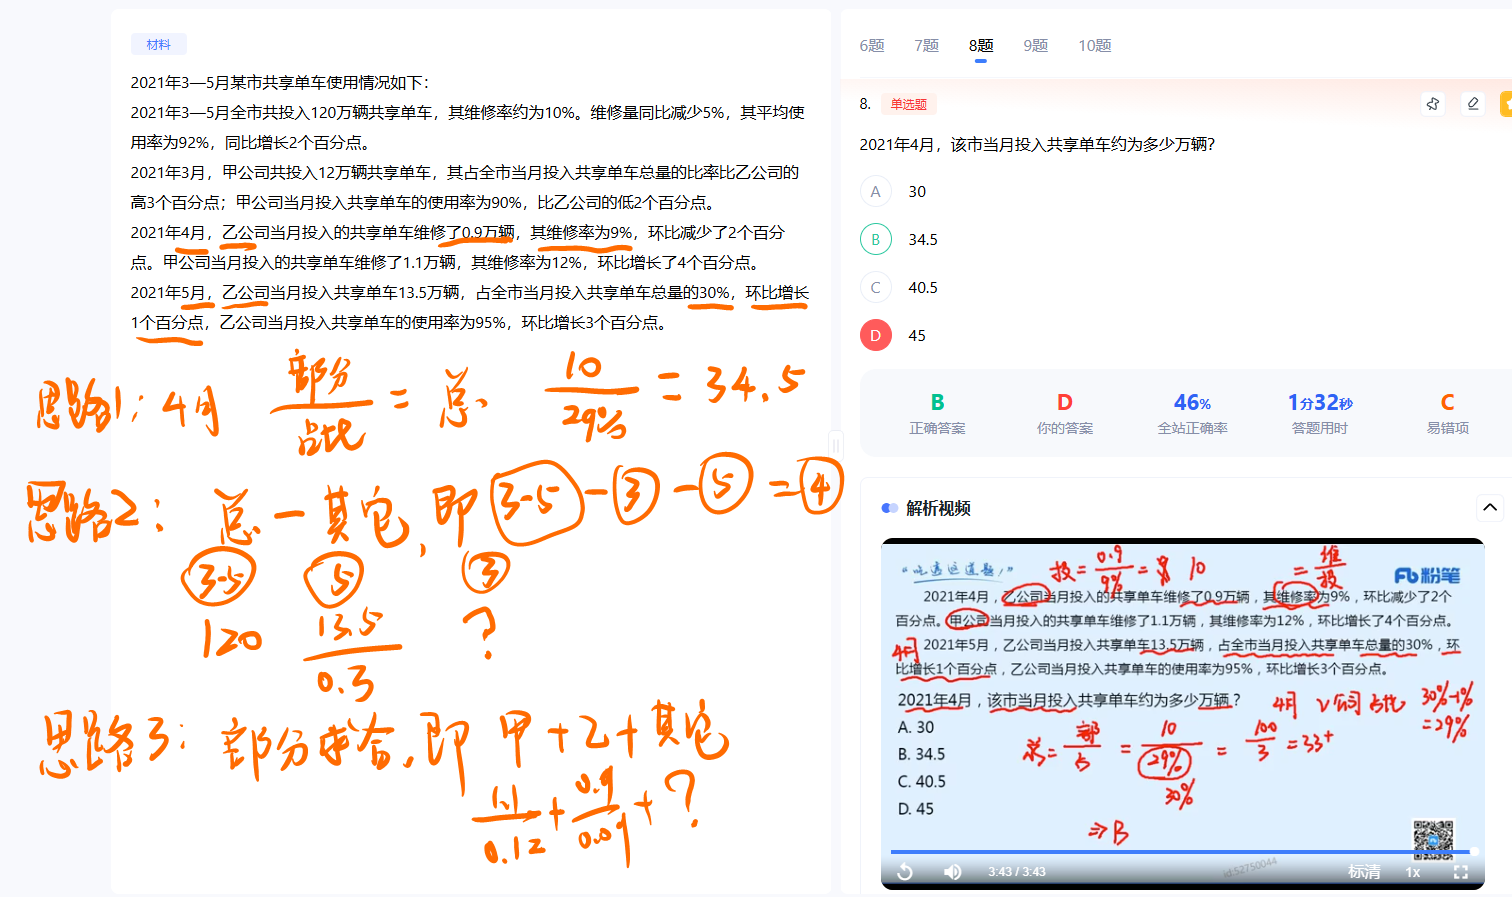 材料
2021年3—5月某市共享单车使用情况如下：
2021年3—5月全市共投入120万辆共享单车，其维修率约为10%。维修量同比减少5%，其平均使
用率为92%，同比增长2个百分点。
2021年3月，甲公司共投入12万辆共享单车，其占全市当月投入共享单车总量的比率比乙公司的
高3个百分点；甲公司当月投入共享单车的使用率为90%，比乙公司的低2个百分点。
2021年4月，乙公司当月投入的共享单车维修了0.9万辆，其维修率为9%，环比减少了2个百分
点。甲公司当月投入的共享单车维修了1.1万辆，其维修率为12%，环比增长了4个百分点。
2021年5月，乙公司当月投入共享单车13.5万辆，占全市当月投入共享单车总量的30%，环比增长
1个百分点，乙公司当月投入共享单车的使用率为95%，环比增长3个百分点。
思路1：4月 部分/占比 = 总。 10/29% = 34.5
思路2：总－其它，即 3-5 － 3 － 5 = 4
3-5 5 3
120 13.5/0.3 ?
思路3：部分求合，即 甲+乙+其它
1.1/0.12 + 0.9/0.09 + ?
6题 7题 8题 9题 10题
8. 单选题
2021年4月，该市当月投入共享单车约为多少万辆?
A 30
B 34.5
C 40.5
D 45
B D 46% 1分32秒 C
正确答案 你的答案 全站正确率 答题用时 易错项
解析视频
“吃透这道题！” 投 = 0.9/9% = 10 = 维/投 粉笔
2021年4月，乙公司当月投入的共享单车维修了0.9万辆，其维修率为9%，环比减少了2个
百分点。甲公司当月投入的共享单车维修了1.1万辆，其维修率为12%，环比增长了4个百分点。
4月 2021年5月，乙公司当月投入共享单车13.5万辆，占全市当月投入共享单车总量的30%，环
比增长1个百分点，乙公司当月投入共享单车的使用率为95%，环比增长3个百分点。
2021年4月，该市当月投入共享单车约为多少万辆？ 4月 公司 占比 30%-1%
=29%
A. 30
B. 34.5
C. 40.5
D. 45
总 = 部/占 = 10/29% = 100/3 = 33+
30%
⇒ B
3:43 / 3:43 id:52750044 标清 1x